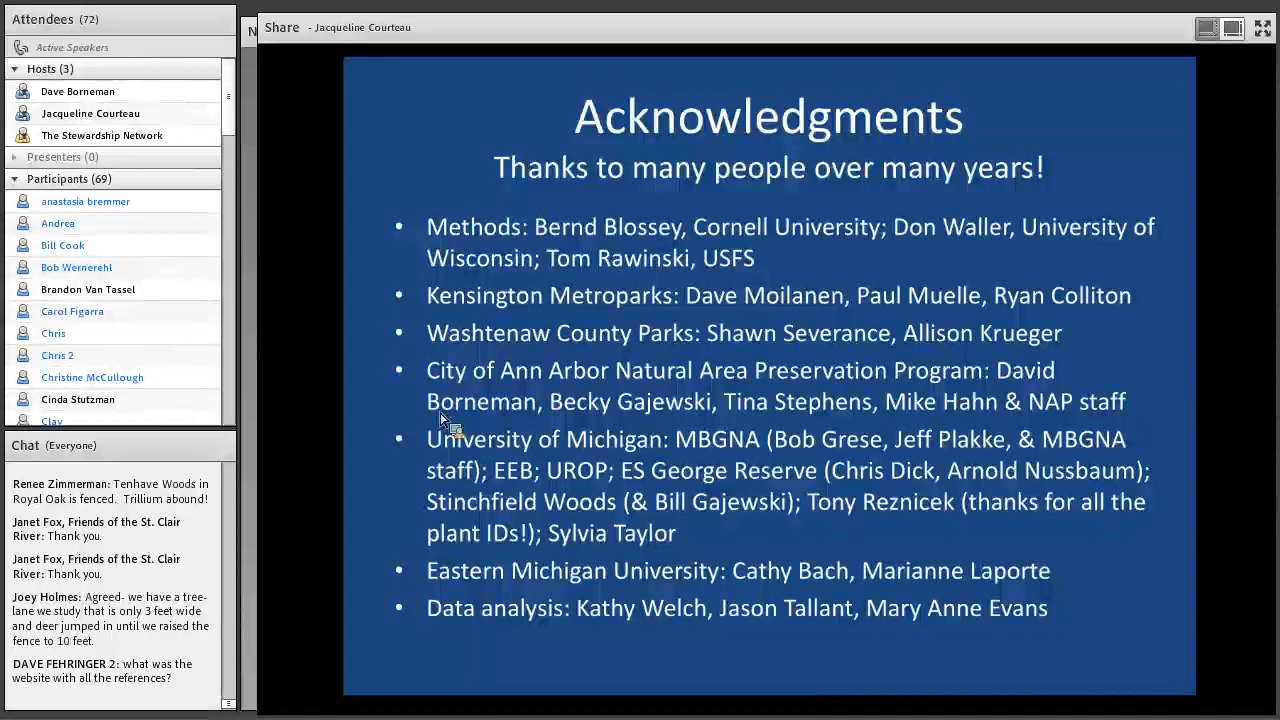 Attendees (72)
Active Speakers
Hosts (3)
Dave Borneman
Jacqueline Courteau
The Stewardship Network
Presenters (0)
Participants (69)
anastasia bremmer
Andrea
Bill Cook
Bob Wernerehl
Brandon Van Tassel
Carol Figarra
Chris
Chris 2
Christine McCullough
Cinda Stutzman
Clay
Chat (Everyone)
Renee Zimmerman: Tenhave Woods in
Royal Oak is fenced. Trillium abound!
Janet Fox, Friends of the St. Clair
River: Thank you.
Janet Fox, Friends of the St. Clair
River: Thank you.
Joey Holmes: Agreed- we have a tree-
lane we study that is only 3 feet wide
and deer jumped in until we raised the
fence to 10 feet.
DAVE FEHRINGER 2: what was the
website with all the references?
N
Share - Jacqueline Courteau
Acknowledgments
Thanks to many people over many years!
• Methods: Bernd Blossey, Cornell University; Don Waller, University of
Wisconsin; Tom Rawinski, USFS
• Kensington Metroparks: Dave Moilanen, Paul Muelle, Ryan Colliton
• Washtenaw County Parks: Shawn Severance, Allison Krueger
• City of Ann Arbor Natural Area Preservation Program: David
Borneman, Becky Gajewski, Tina Stephens, Mike Hahn & NAP staff
• University of Michigan: MBGNA (Bob Grese, Jeff Plakke, & MBGNA
staff); EEB; UROP; ES George Reserve (Chris Dick, Arnold Nussbaum);
Stinchfield Woods (& Bill Gajewski); Tony Reznicek (thanks for all the
plant IDs!); Sylvia Taylor
• Eastern Michigan University: Cathy Bach, Marianne Laporte
• Data analysis: Kathy Welch, Jason Tallant, Mary Anne Evans